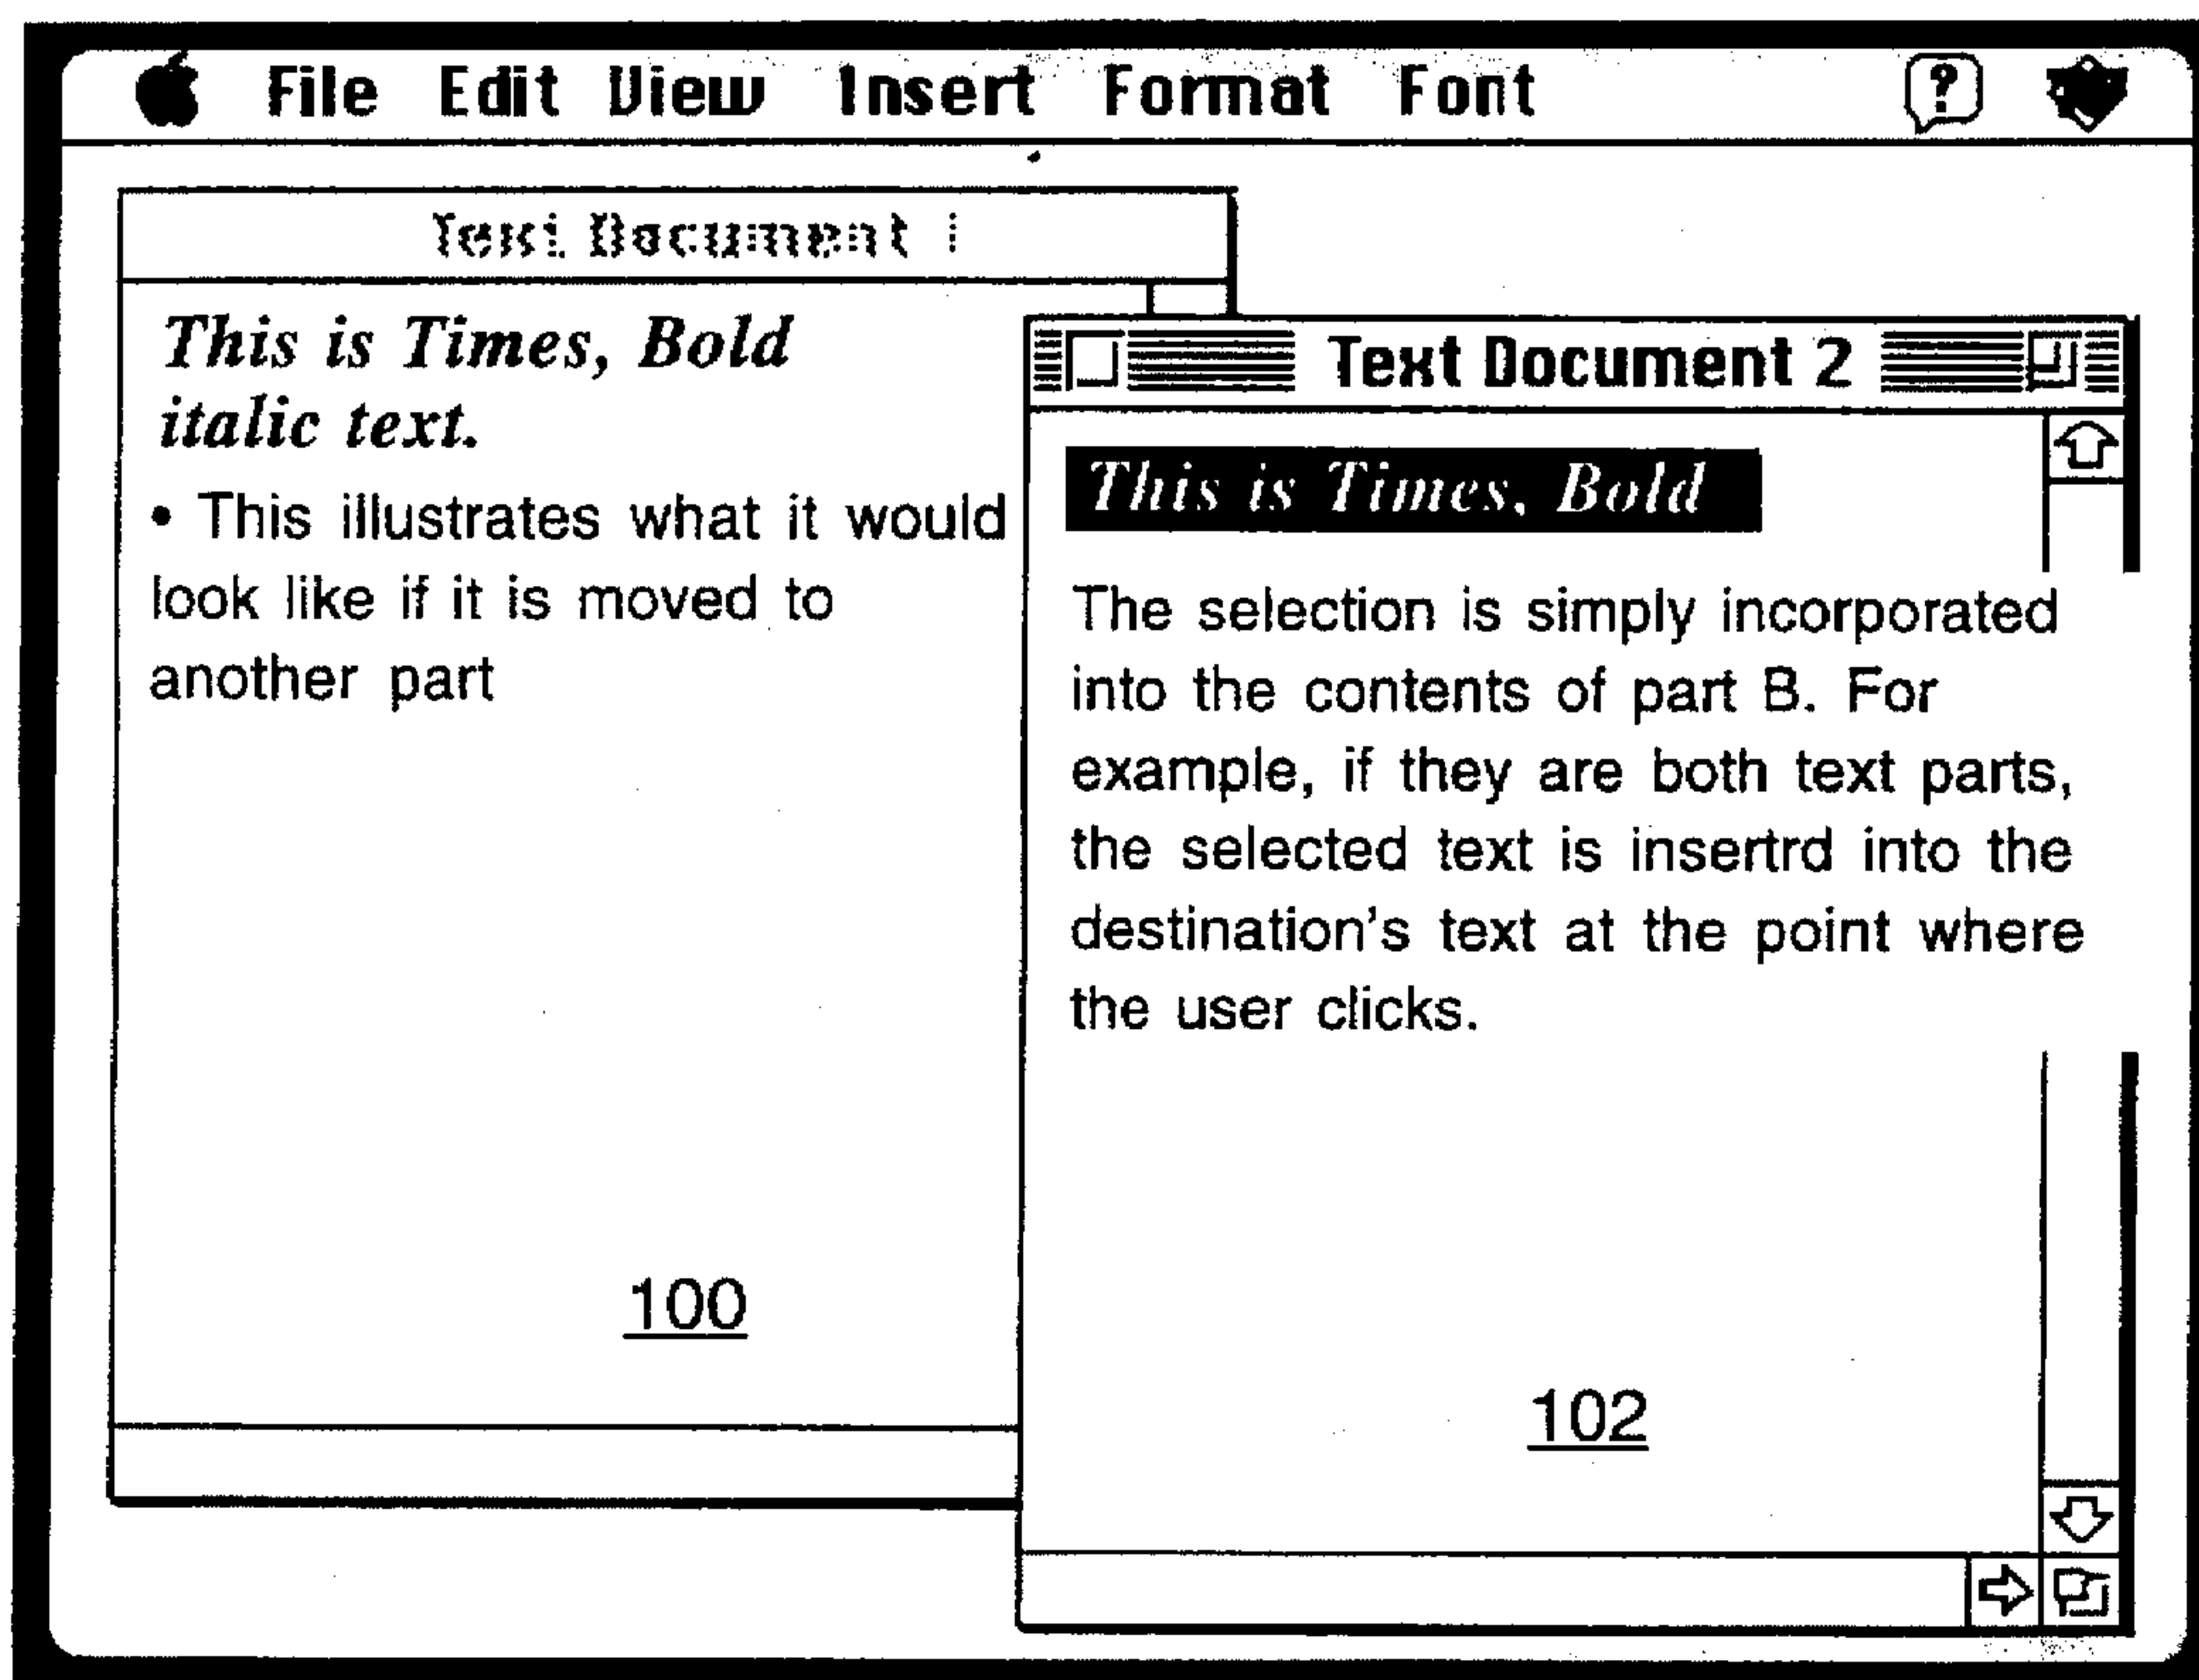 File Edit View Insert Format Font ?
Text Document 1
This is Times, Bold
italic text.
• This illustrates what it would
look like if it is moved to
another part
100
Text Document 2
This is Times, Bold
The selection is simply incorporated
into the contents of part B. For
example, if they are both text parts,
the selected text is insertrd into the
destination's text at the point where
the user clicks.
102